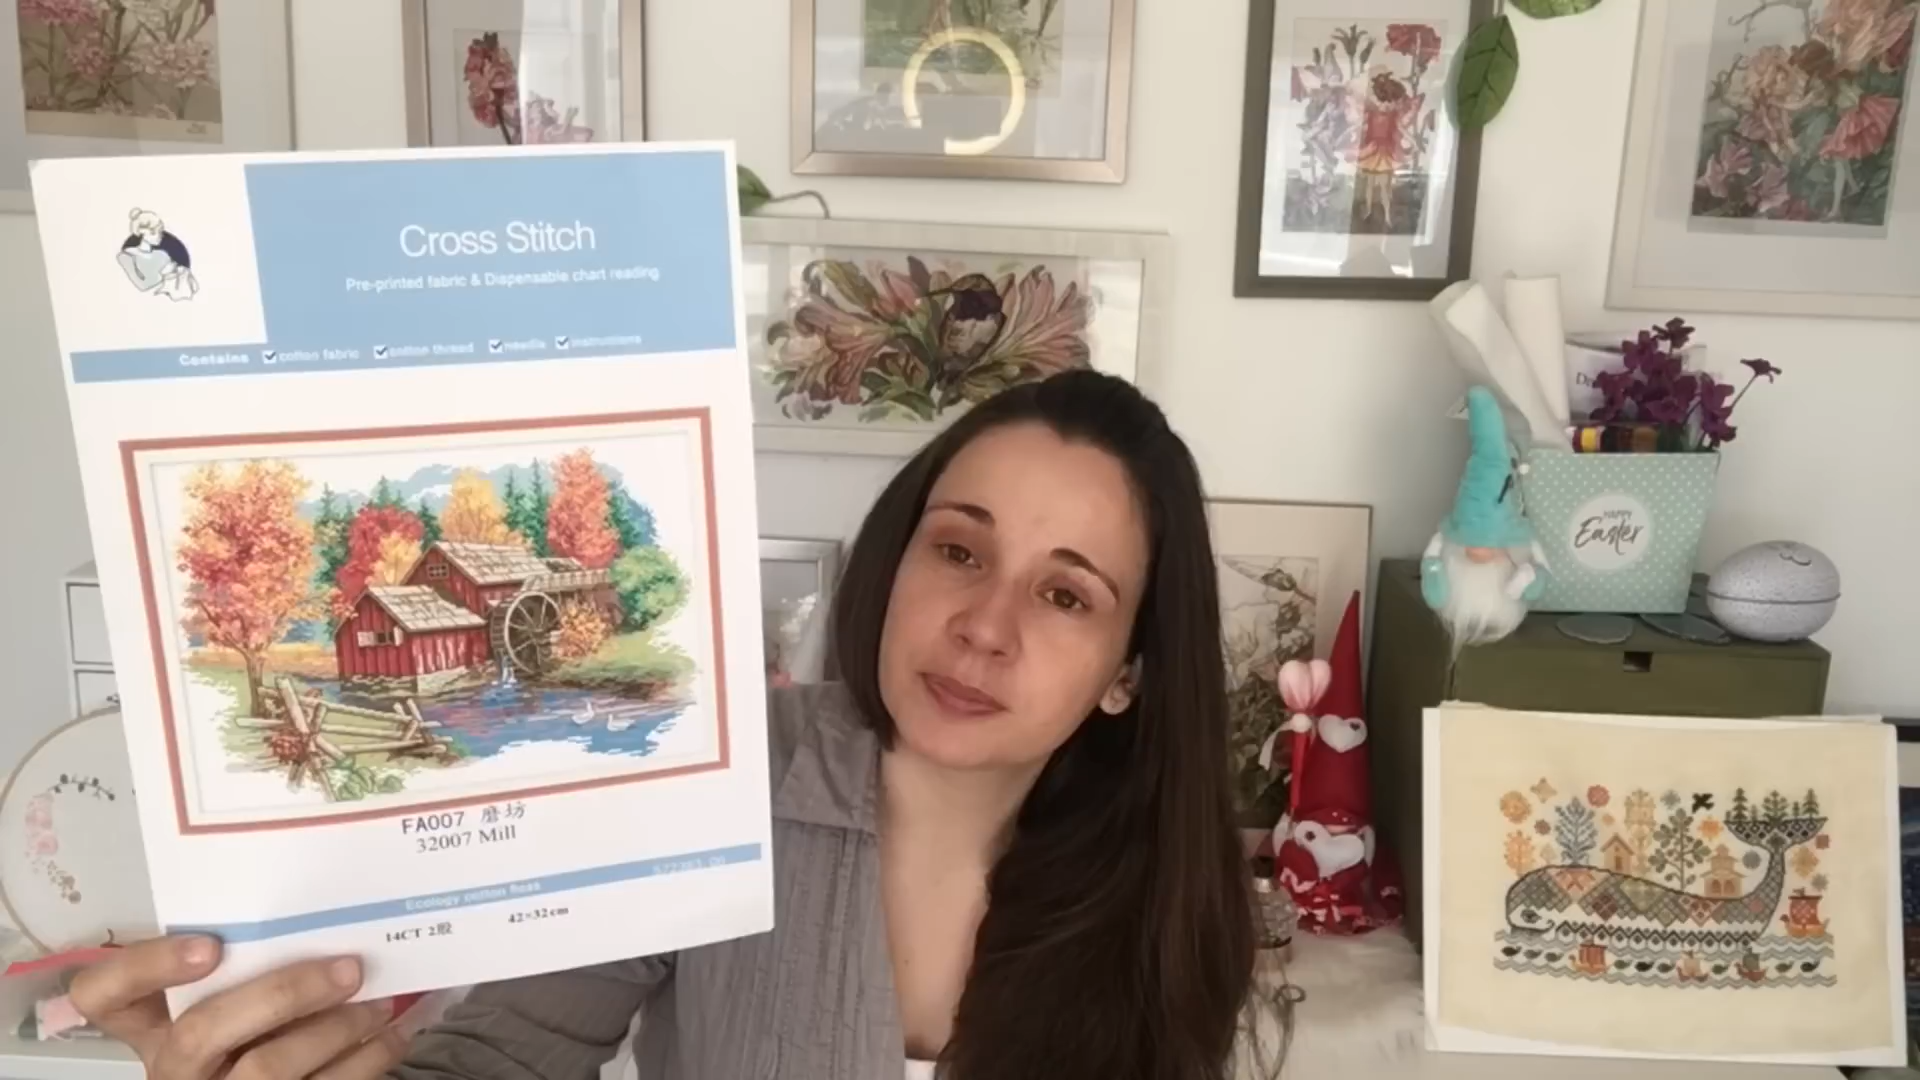 Cross Stitch
Pre-printed fabric & Dispensable chart reading
Contains cotton fabric cotton thread needle instructions
FA007 磨坊
32007 Mill
Ecology cotton floss
14CT 2股 42×32cm
HAPPY
Easter